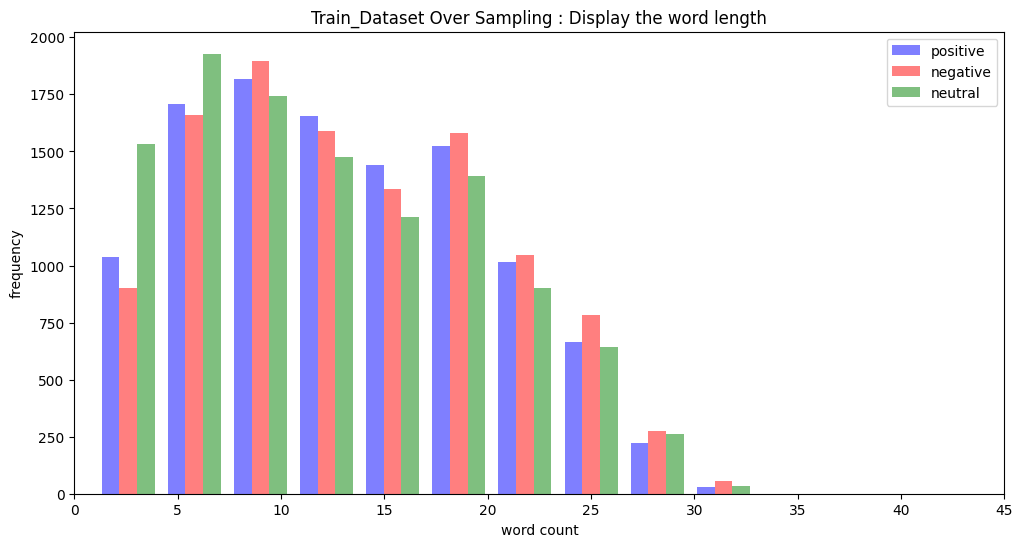 Train_Dataset Over Sampling : Display the word length
positive
negative
neutral
frequency
2000
1750
1500
1250
1000
750
500
250
0
0 5 10 15 20 25 30 35 40 45
word count